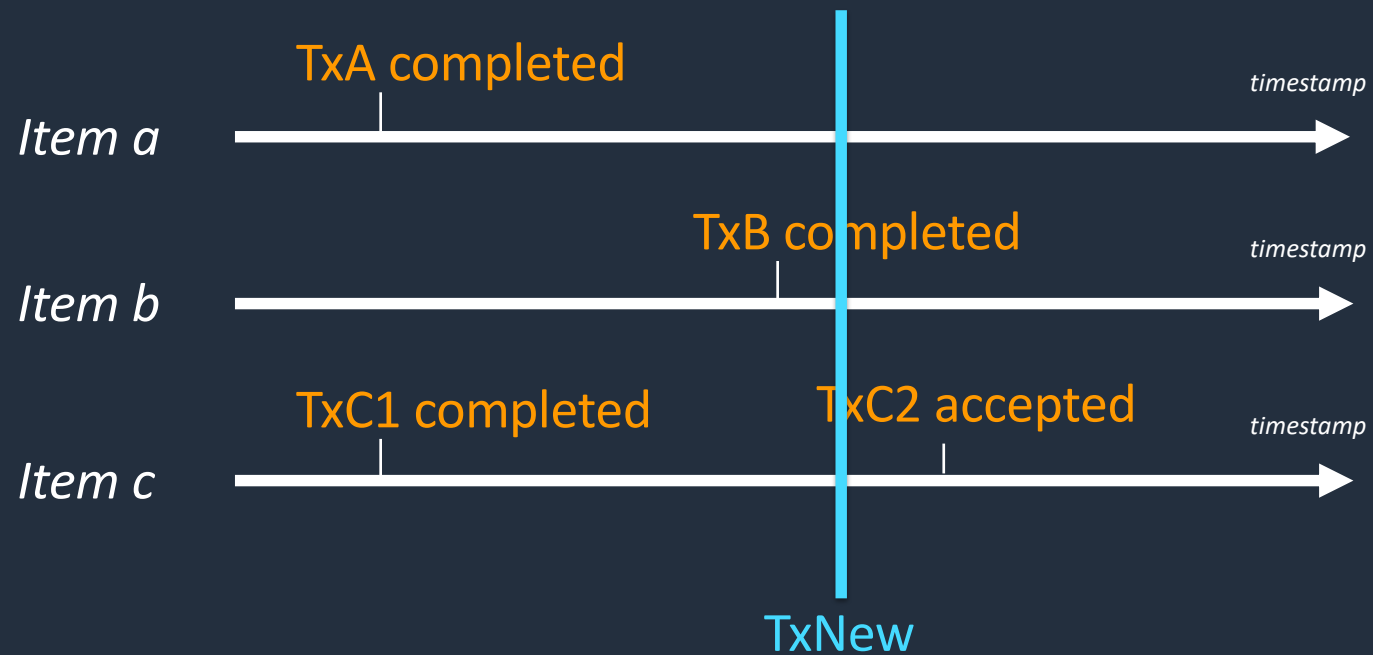 TxA completed
timestamp
Item a
TxB completed
timestamp
Item b
TxC1 completed
TxC2 accepted
timestamp
Item c
TxNew